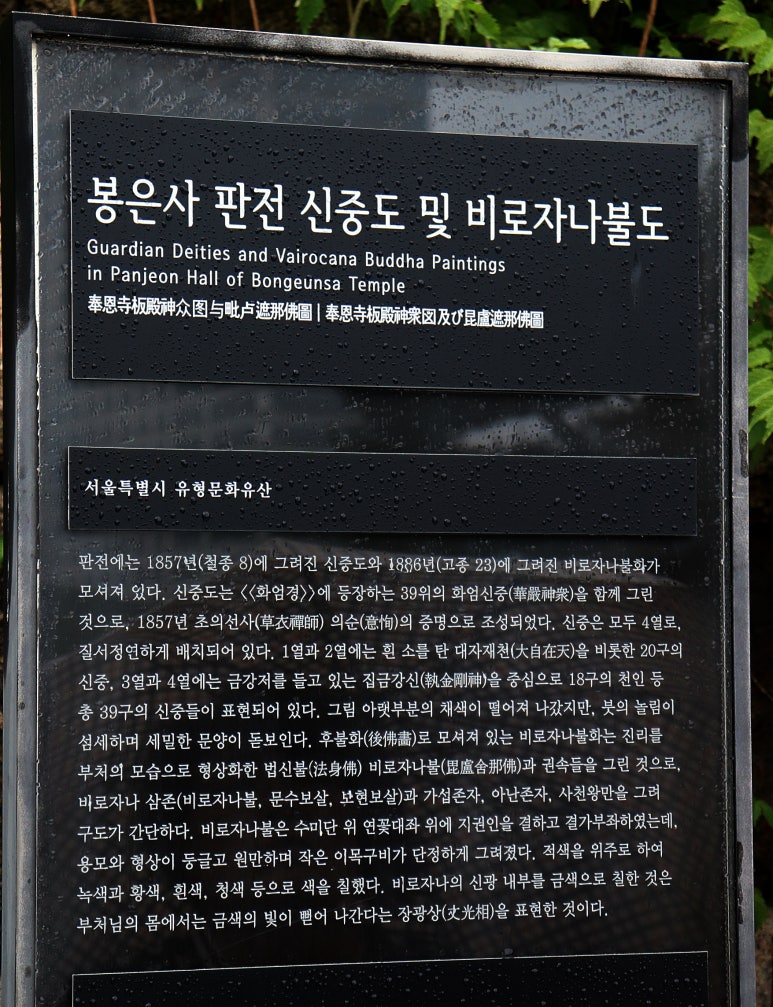 봉은사 판전 신중도 및 비로자나불도
Guardian Deities and Vairocana Buddha Paintings
in Panjeon Hall of Bongeunsa Temple
奉恩寺板殿神众图与毗卢遮那佛圖 | 奉恩寺板殿神衆図及び毘盧遮那佛圖
서울특별시 유형문화유산
판전에는 1857년(철종 8)에 그려진 신중도와 1886년(고종 23)에 그려진 비로자나불화가
모셔져 있다. 신중도는 <<화엄경>>에 등장하는 39위의 화엄신중(華嚴神衆)을 함께 그린
것으로, 1857년 초의선사(草衣禪師) 의순(意恂)의 증명으로 조성되었다. 신중은 모두 4열로,
질서정연하게 배치되어 있다. 1열과 2열에는 흰 소를 탄 대자재천(大自在天)을 비롯한 20구의
신중, 3열과 4열에는 금강저를 들고 있는 집금강신(執金剛神)을 중심으로 18구의 천인 등
총 39구의 신중들이 표현되어 있다. 그림 아랫부분의 채색이 떨어져 나갔지만, 붓의 놀림이
섬세하며 세밀한 문양이 돋보인다. 후불화(後佛畵)로 모셔져 있는 비로자나불화는 진리를
부처의 모습으로 형상화한 법신불(法身佛) 비로자나불(毘盧舍那佛)과 권속들을 그린 것으로,
비로자나 삼존(비로자나불, 문수보살, 보현보살)과 가섭존자, 아난존자, 사천왕만을 그려
구도가 간단하다. 비로자나불은 수미단 위 연꽃대좌 위에 지권인을 결하고 결가부좌하였는데,
용모와 형상이 둥글고 원만하며 작은 이목구비가 단정하게 그려졌다. 적색을 위주로 하여
녹색과 황색, 흰색, 청색 등으로 색을 칠했다. 비로자나의 신광 내부를 금색으로 칠한 것은
부처님의 몸에서는 금색의 빛이 뻗어 나간다는 장광상(丈光相)을 표현한 것이다.